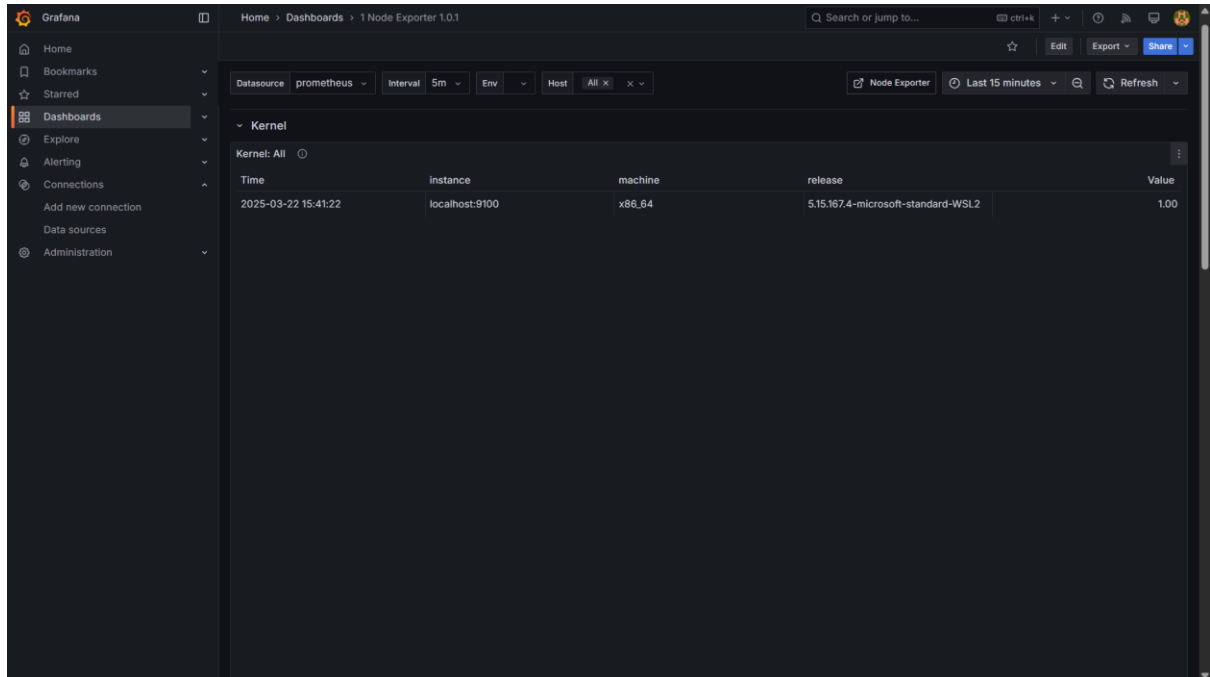 Grafana
Home > Dashboards > 1 Node Exporter 1.0.1
Search or jump to...
ctrl+k
Home
Bookmarks
Starred
Dashboards
Explore
Alerting
Connections
Add new connection
Data sources
Administration
Edit
Export
Share
Datasource prometheus
Interval 5m
Env
Host All
Node Exporter
Last 15 minutes
Refresh
Kernel
Kernel: All
Time instance machine release Value
2025-03-22 15:41:22 localhost:9100 x86_64 5.15.167.4-microsoft-standard-WSL2 1.00